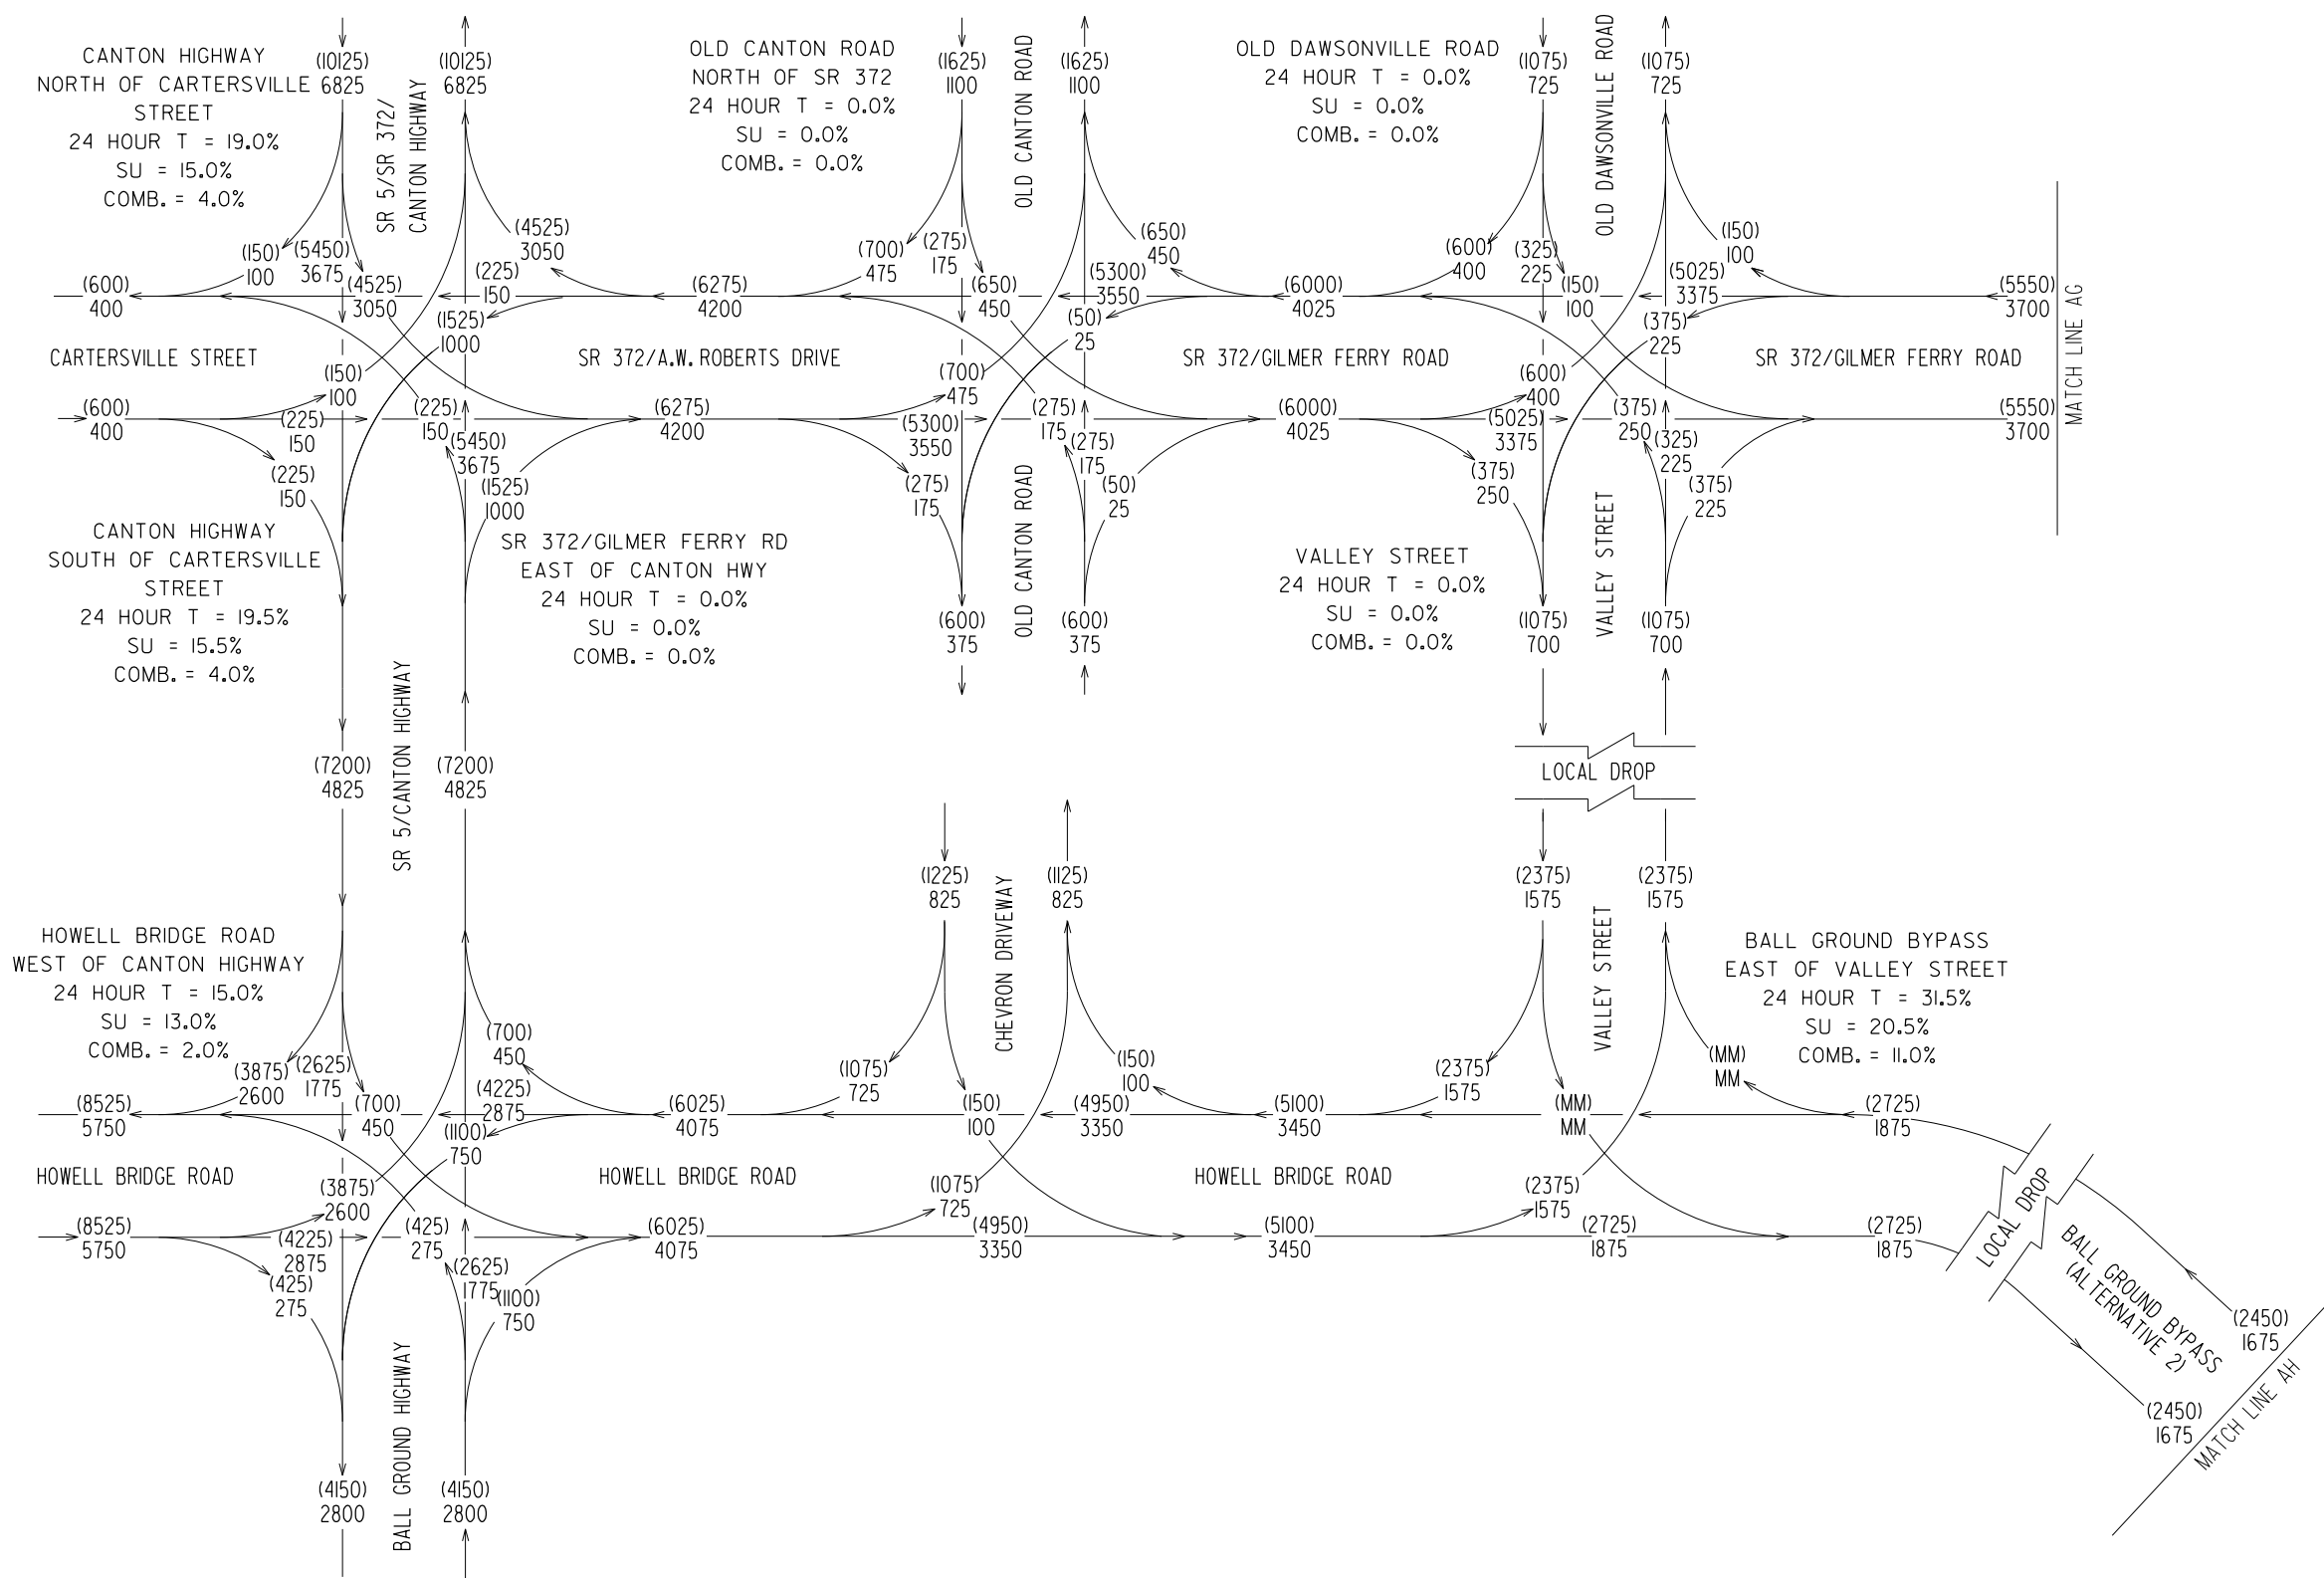 CANTON HIGHWAY
NORTH OF CARTERSVILLE
STREET
24 HOUR T = 19.0%
SU = 15.0%
COMB. = 4.0%
(10125)
6825
SR 5/SR 372/
CANTON HIGHWAY
(10125)
6825
OLD CANTON ROAD
NORTH OF SR 372
24 HOUR T = 0.0%
SU = 0.0%
COMB. = 0.0%
(1625)
1100
OLD CANTON ROAD
(1625)
1100
OLD DAWSONVILLE ROAD
24 HOUR T = 0.0%
SU = 0.0%
COMB. = 0.0%
(1075)
725
OLD DAWSONVILLE ROAD
(1075)
725
(150)
100
(5450)
3675
(4525)
3050
(4525)
3050
(225)
150
(1525)
1000
(600)
400
(6275)
4200
(700)
475
(275)
175
(650)
450
(650)
450
(5300)
3550
(50)
25
(6000)
4025
(600)
400
(325)
225
(150)
100
(150)
100
(5025)
3375
(375)
225
(5550)
3700
MATCH LINE AG
CARTERSVILLE STREET
SR 372/A.W. ROBERTS DRIVE
SR 372/GILMER FERRY ROAD
SR 372/GILMER FERRY ROAD
(600)
400
(150)
100
(225)
150
(225)
150
(225)
150
(5450)
3675
(1525)
1000
(6275)
4200
(700)
475
(5300)
3550
(275)
175
(275)
175
(275)
175
(50)
25
(6000)
4025
(600)
400
(5025)
3375
(375)
250
(375)
250
(325)
225
(375)
225
(5550)
3700
CANTON HIGHWAY
SOUTH OF CARTERSVILLE
STREET
24 HOUR T = 19.5%
SU = 15.5%
COMB. = 4.0%
SR 372/GILMER FERRY RD
EAST OF CANTON HWY
24 HOUR T = 0.0%
SU = 0.0%
COMB. = 0.0%
(600)
375
OLD CANTON ROAD
(600)
375
VALLEY STREET
24 HOUR T = 0.0%
SU = 0.0%
COMB. = 0.0%
(1075)
700
VALLEY STREET
(1075)
700
(7200)
4825
SR 5/CANTON HIGHWAY
(7200)
4825
LOCAL DROP
(1225)
825
CHEVRON DRIVEWAY
(1125)
825
(2375)
1575
VALLEY STREET
(2375)
1575
HOWELL BRIDGE ROAD
WEST OF CANTON HIGHWAY
24 HOUR T = 15.0%
SU = 13.0%
COMB. = 2.0%
BALL GROUND BYPASS
EAST OF VALLEY STREET
24 HOUR T = 31.5%
SU = 20.5%
COMB. = 11.0%
(8525)
5750
(3875)
2600
(2625)
1775
(700)
450
(700)
450
(4225)
2875
(1100)
750
(6025)
4075
(1075)
725
(150)
100
(150)
100
(4950)
3350
(5100)
3450
(2375)
1575
(MM)
MM
(MM)
MM
(2725)
1875
HOWELL BRIDGE ROAD
HOWELL BRIDGE ROAD
HOWELL BRIDGE ROAD
(8525)
5750
(3875)
2600
(4225)
2875
(425)
275
(425)
275
(2625)
1775
(1100)
750
(6025)
4075
(1075)
725
(4950)
3350
(5100)
3450
(2375)
1575
(2725)
1875
(2725)
1875
LOCAL DROP
BALL GROUND BYPASS
(ALTERNATIVE 2)
(2450)
1675
(2450)
1675
MATCH LINE AH
(4150)
2800
BALL GROUND HIGHWAY
(4150)
2800